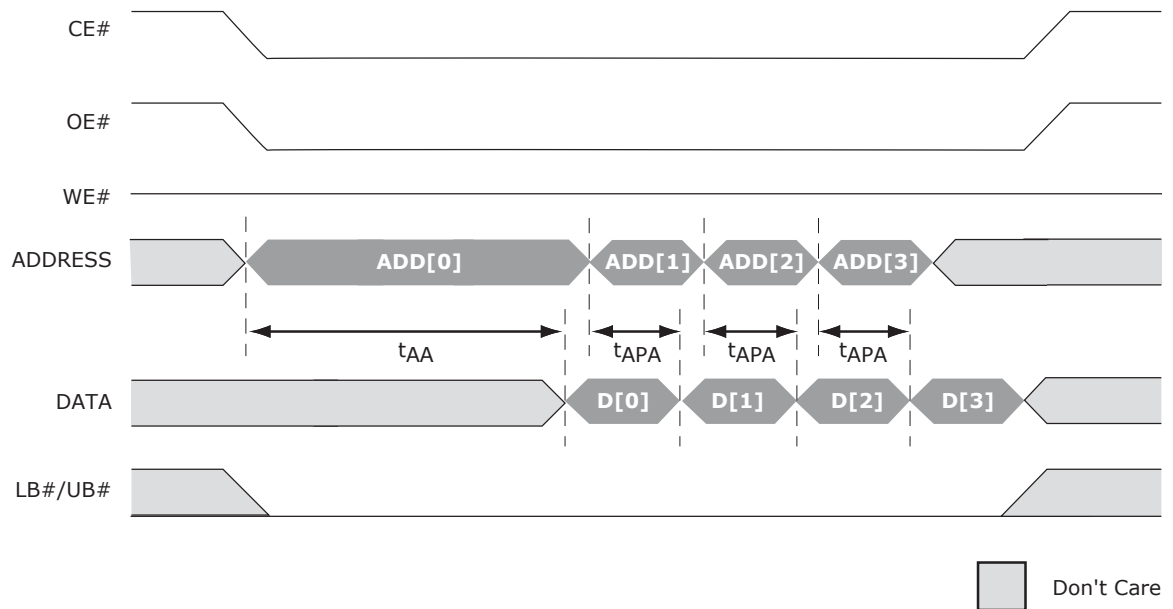 CE#
OE#
WE#
ADDRESS
ADD[0] ADD[1] ADD[2] ADD[3]
tAA tAPA tAPA tAPA
DATA
D[0] D[1] D[2] D[3]
LB#/UB#
Don't Care